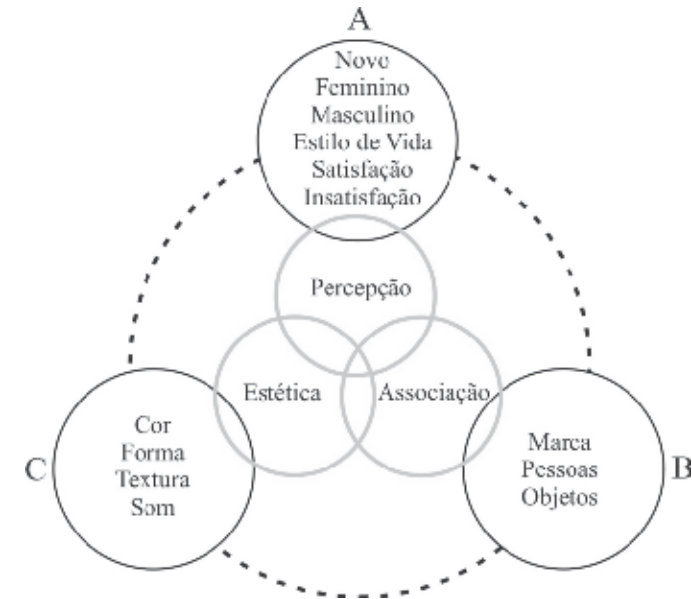 A
Novo
Feminino
Masculino
Estilo de Vida
Satisfação
Insatisfação
Percepção
Estética
Associação
C
Cor
Forma
Textura
Som
Marca
Pessoas
Objetos
B